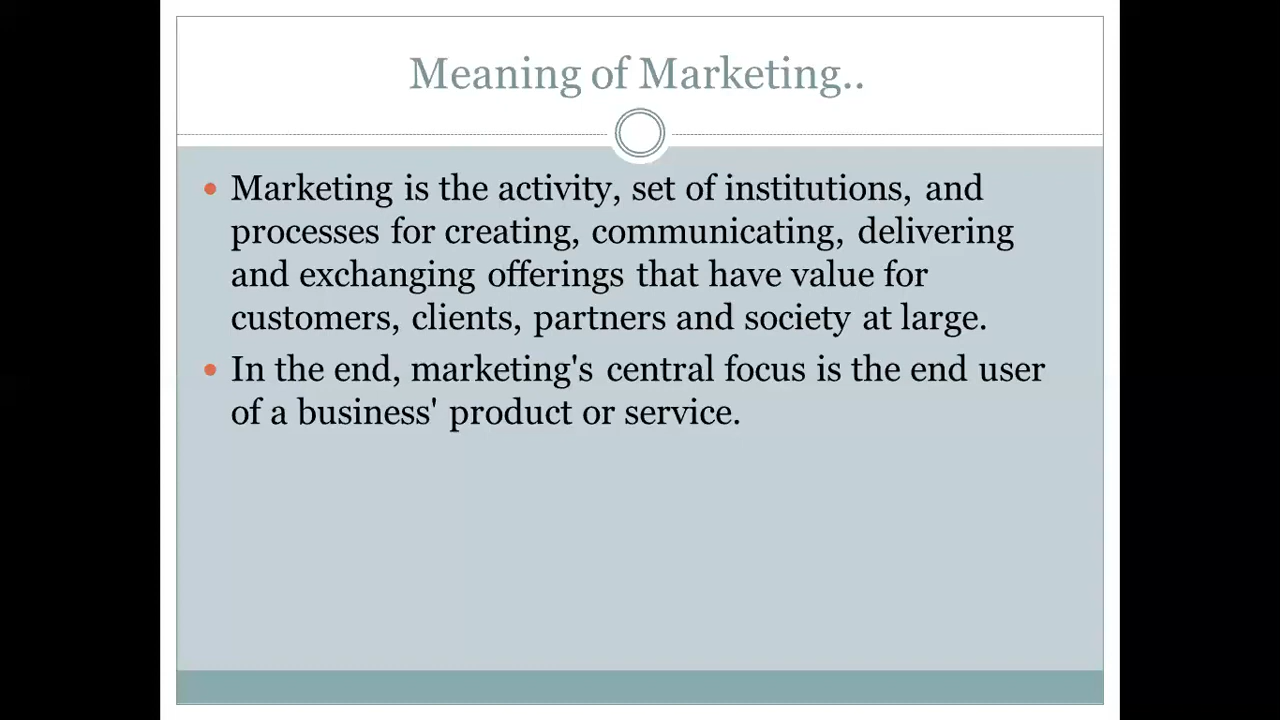 Meaning of Marketing..
• Marketing is the activity, set of institutions, and
processes for creating, communicating, delivering
and exchanging offerings that have value for
customers, clients, partners and society at large.
• In the end, marketing's central focus is the end user
of a business' product or service.